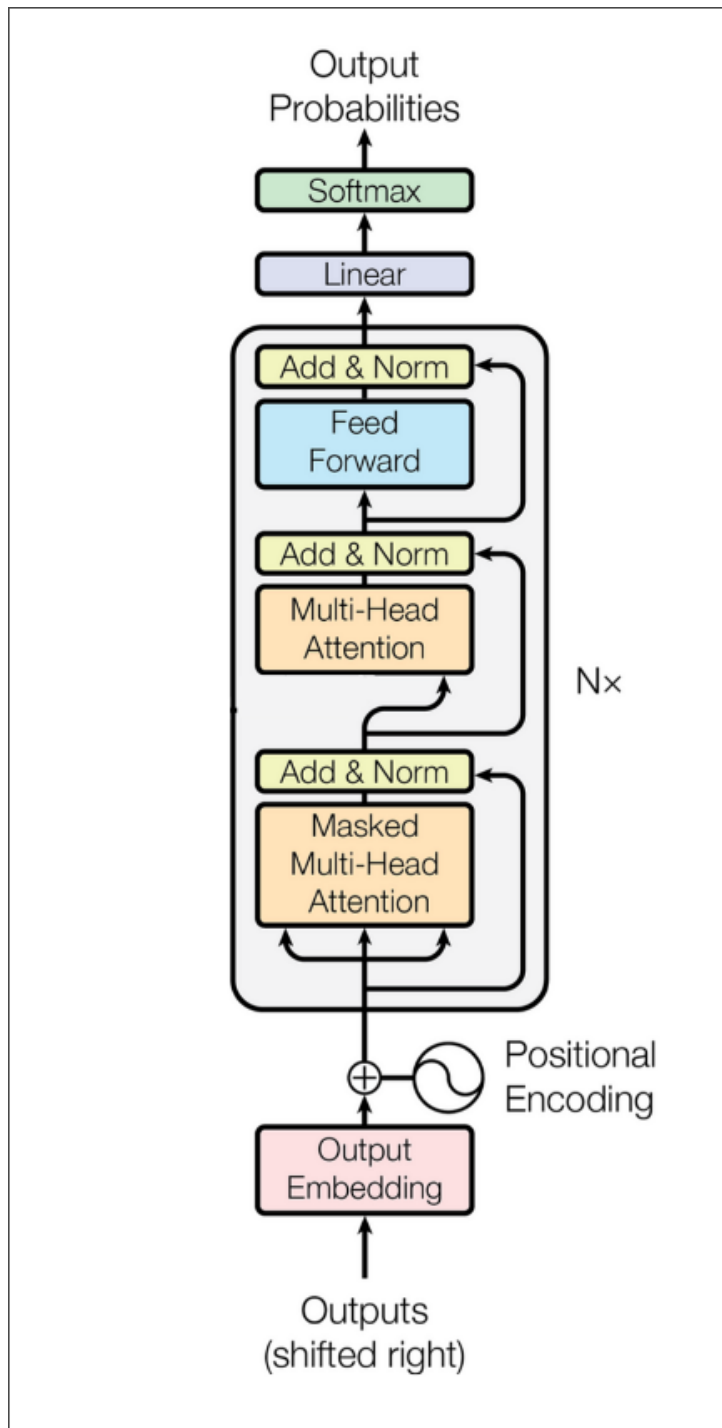 Output
Probabilities
Softmax
Linear
Add & Norm
Feed
Forward
Add & Norm
Multi-Head
Attention
N×
Add & Norm
Masked
Multi-Head
Attention
Positional
Encoding
Output
Embedding
Outputs
(shifted right)